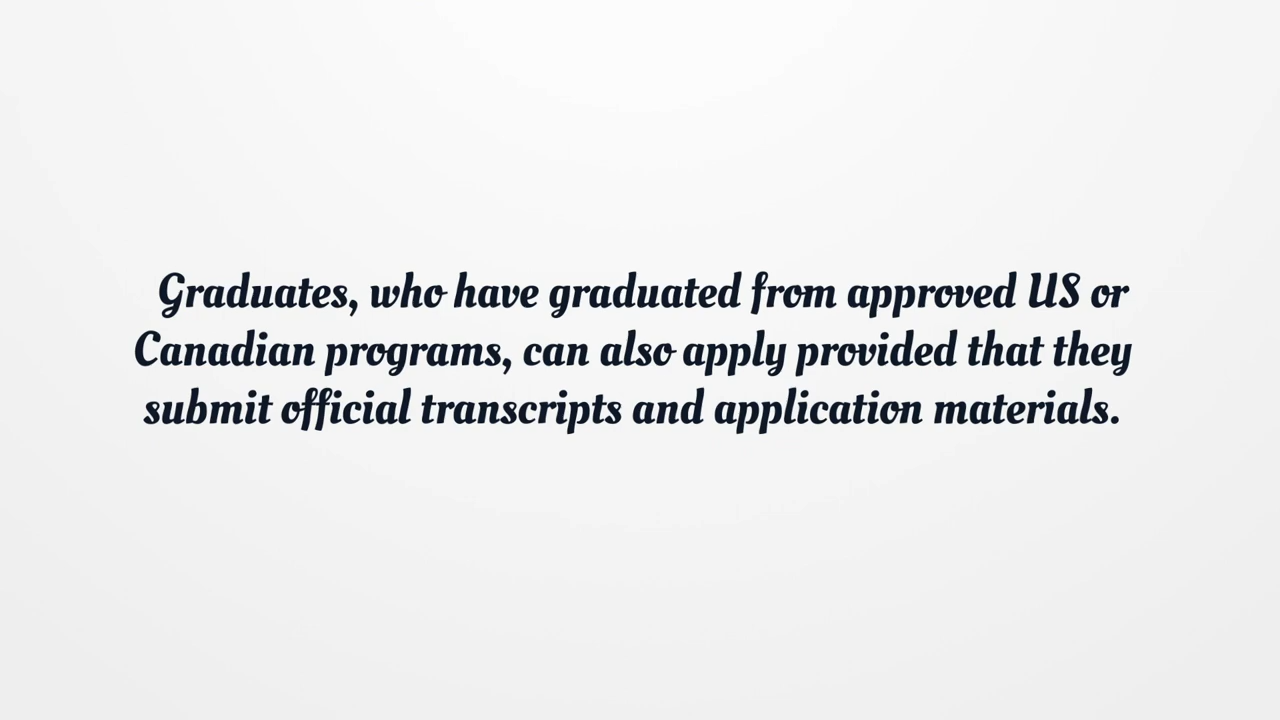 Graduates, who have graduated from approved US or
Canadian programs, can also apply provided that they
submit official transcripts and application materials.